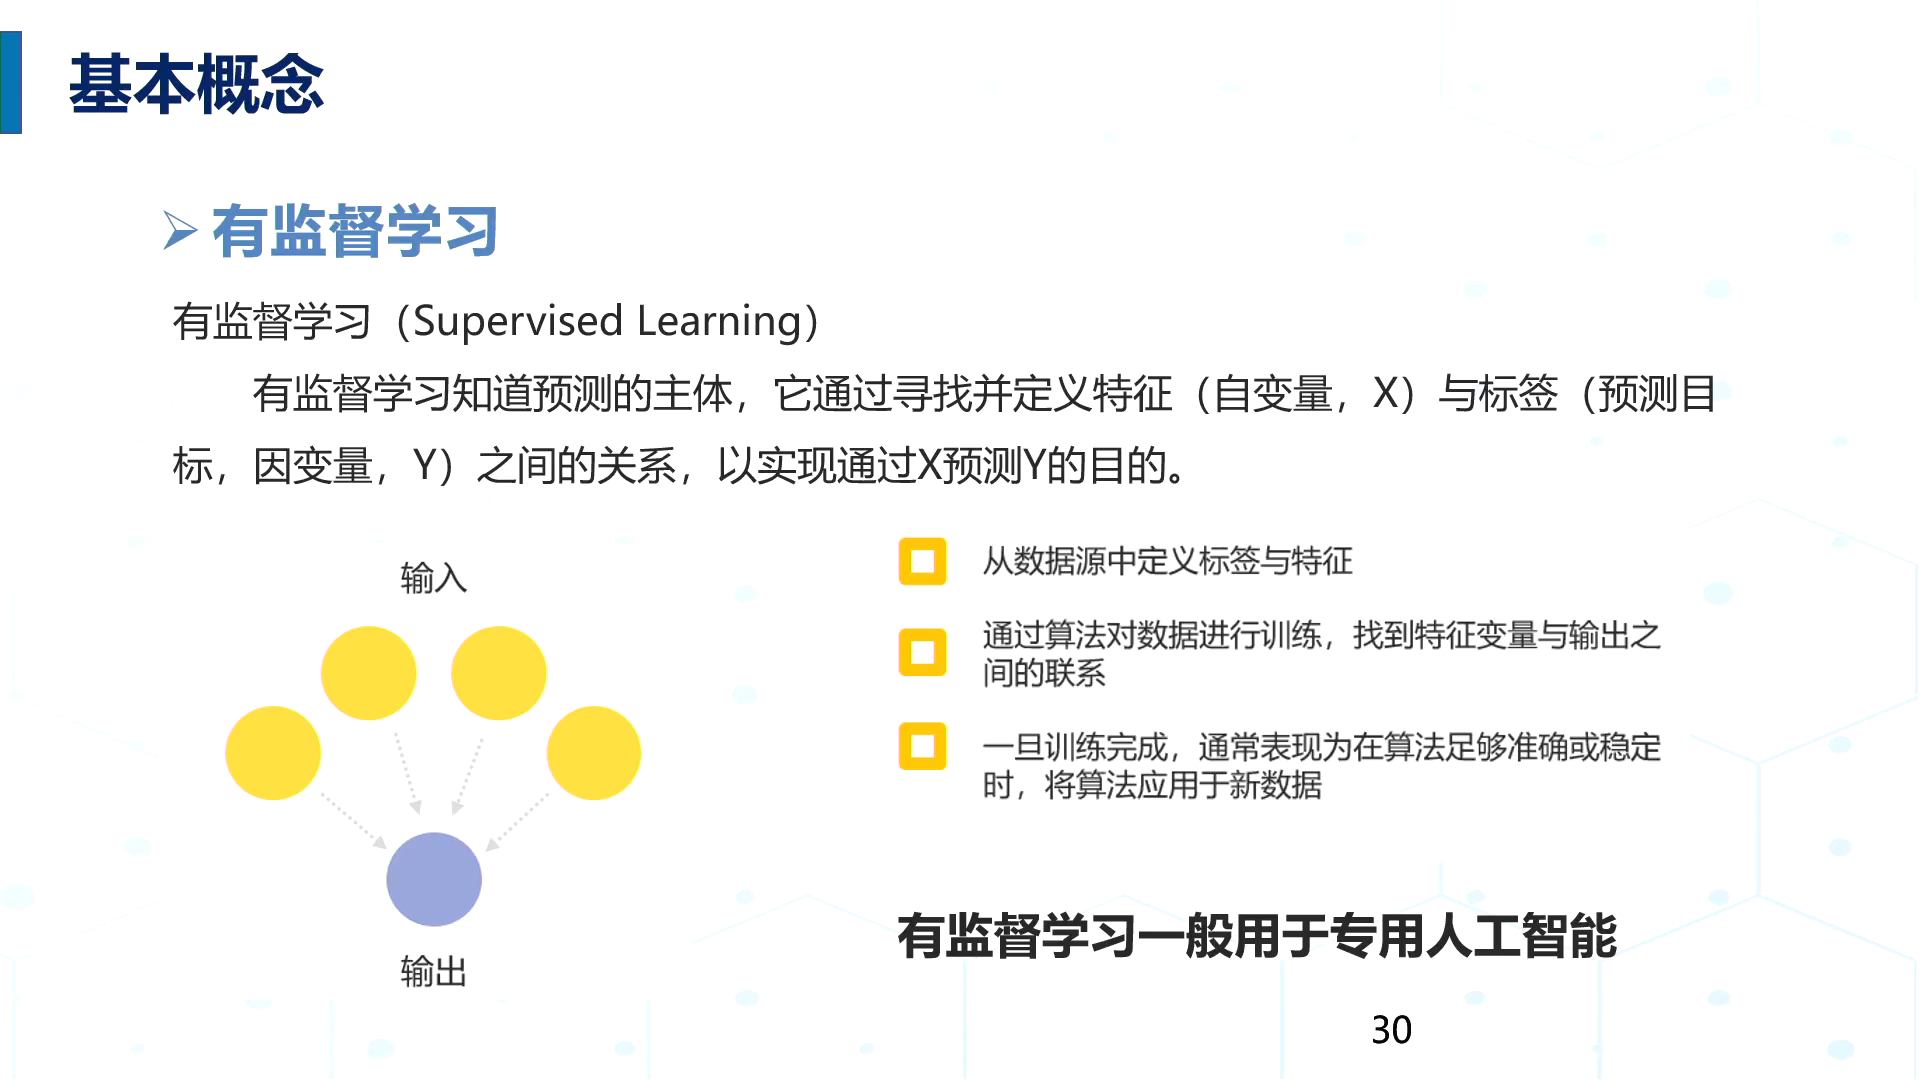 基本概念
有监督学习
有监督学习（Supervised Learning）
有监督学习知道预测的主体，它通过寻找并定义特征（自变量，X）与标签（预测目
标，因变量，Y）之间的关系，以实现通过X预测Y的目的。
输入
输出
从数据源中定义标签与特征
通过算法对数据进行训练，找到特征变量与输出之
间的联系
一旦训练完成，通常表现为在算法足够准确或稳定
时，将算法应用于新数据
有监督学习一般用于专用人工智能
30